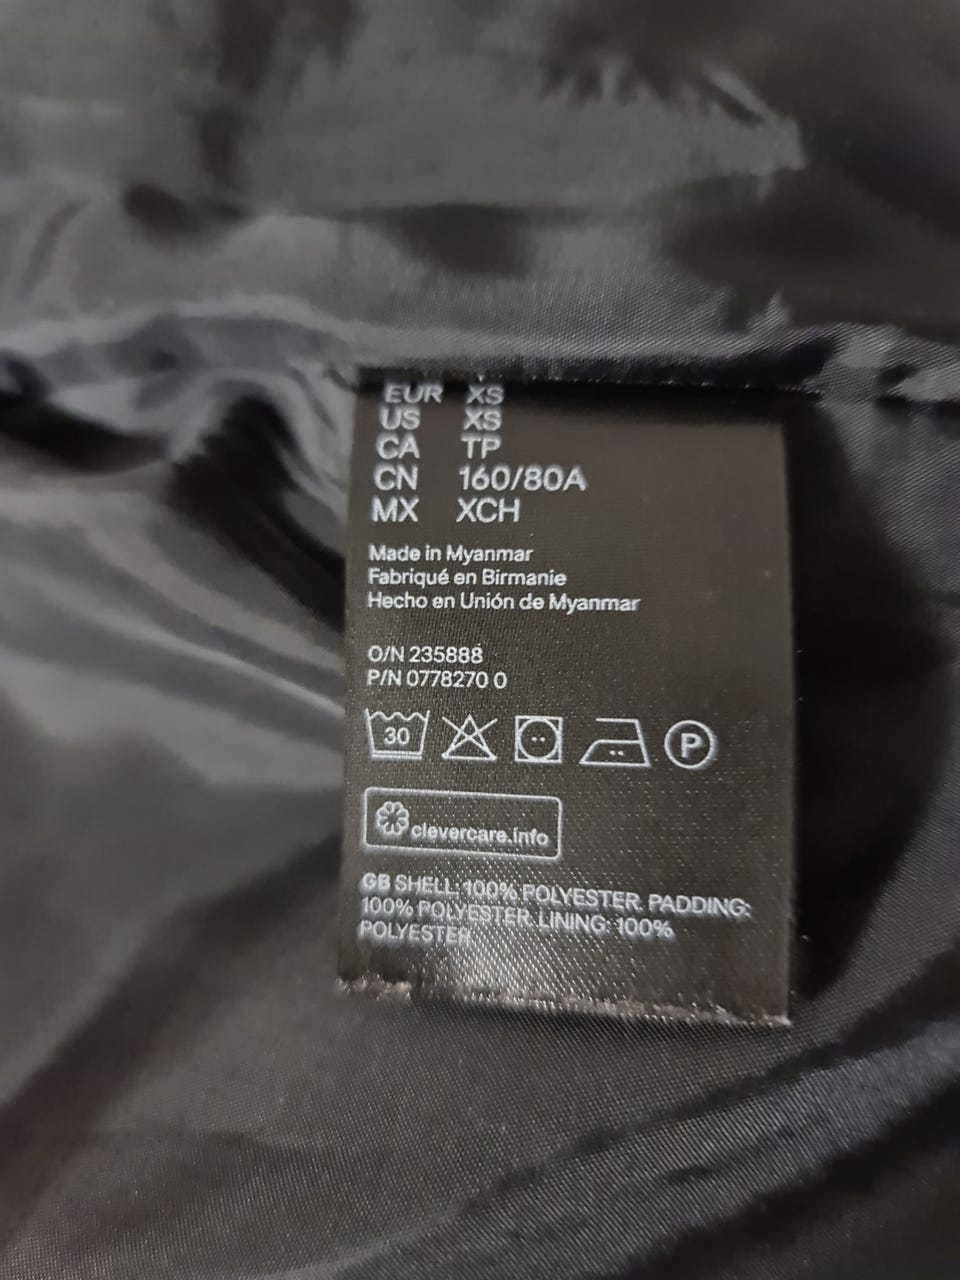 EUR XS
US XS
CA TP
CN 160/80A
MX XCH
Made in Myanmar
Fabriqué en Birmanie
Hecho en Unión de Myanmar
O/N 235888
P/N 0778270 0
30 P
clevercare.info
GB SHELL: 100% POLYESTER. PADDING:
100% POLYESTER. LINING: 100%
POLYESTER